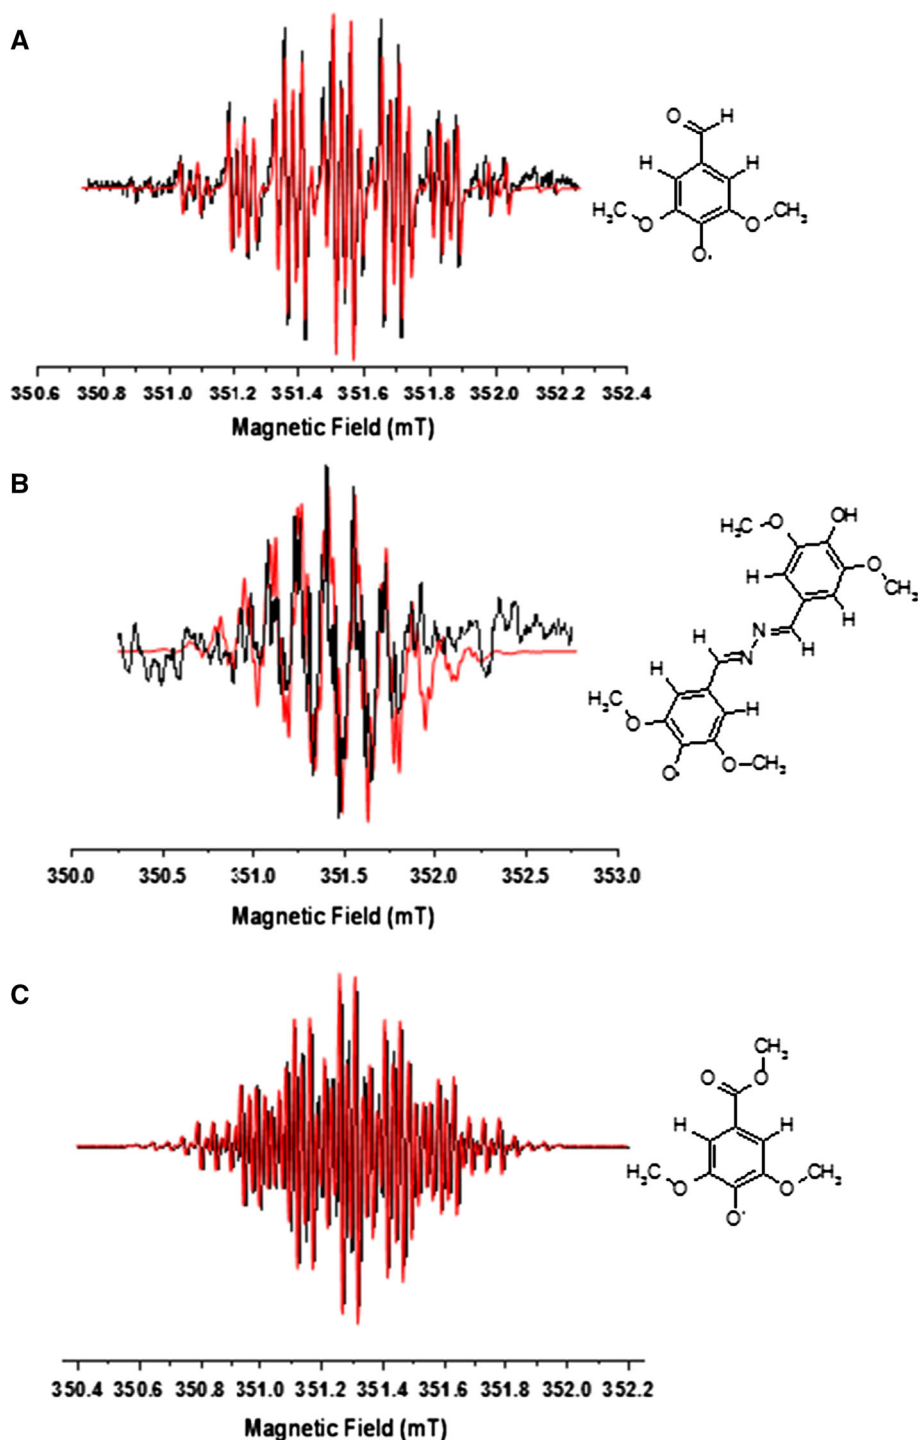 A
O
H
H
H
H₃C
O
O
CH₃
O·
350.6 350.8 351.0 351.2 351.4 351.6 351.8 352.0 352.2 352.4
Magnetic Field (mT)
B
OH
H₃C
O
O
CH₃
H
H
H
N
N
H
H
H
H₃C
O
O
CH₃
O·
350.0 350.5 351.0 351.5 352.0 352.5 353.0
Magnetic Field (mT)
C
CH₃
O
O
H
H
H₃C
O
O
CH₃
O·
350.4 350.6 350.8 351.0 351.2 351.4 351.6 351.8 352.0 352.2
Magnetic Field (mT)